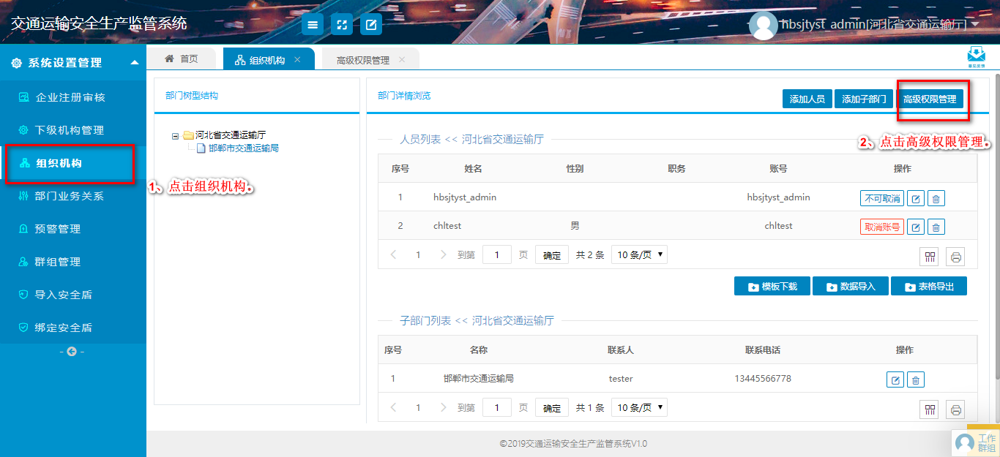 交通运输安全生产监管系统
hbsjtyst_admin[河北省交通运输厅]
系统设置管理
首页
组织机构
高级权限管理
意见反馈
企业注册审核
下级机构管理
组织机构
部门业务关系
预警管理
群组管理
导入安全盾
绑定安全盾
部门树型结构
河北省交通运输厅
邯郸市交通运输局
1、点击组织机构。
部门详情浏览
添加人员
添加子部门
高级权限管理
2、点击高级权限管理。
人员列表 << 河北省交通运输厅
序号 姓名 性别 职务 账号 操作
1 hbsjtyst_admin hbsjtyst_admin 不可取消
2 chltest 男 chltest 取消账号
1 到第 1 页 确定 共 2 条 10 条/页
模板下载 数据导入 表格导出
子部门列表 << 河北省交通运输厅
序号 名称 联系人 联系电话 操作
1 邯郸市交通运输局 tester 13445566778
1 到第 1 页 确定 共 1 条 10 条/页
©2019交通运输安全生产监管系统V1.0
工作
群组